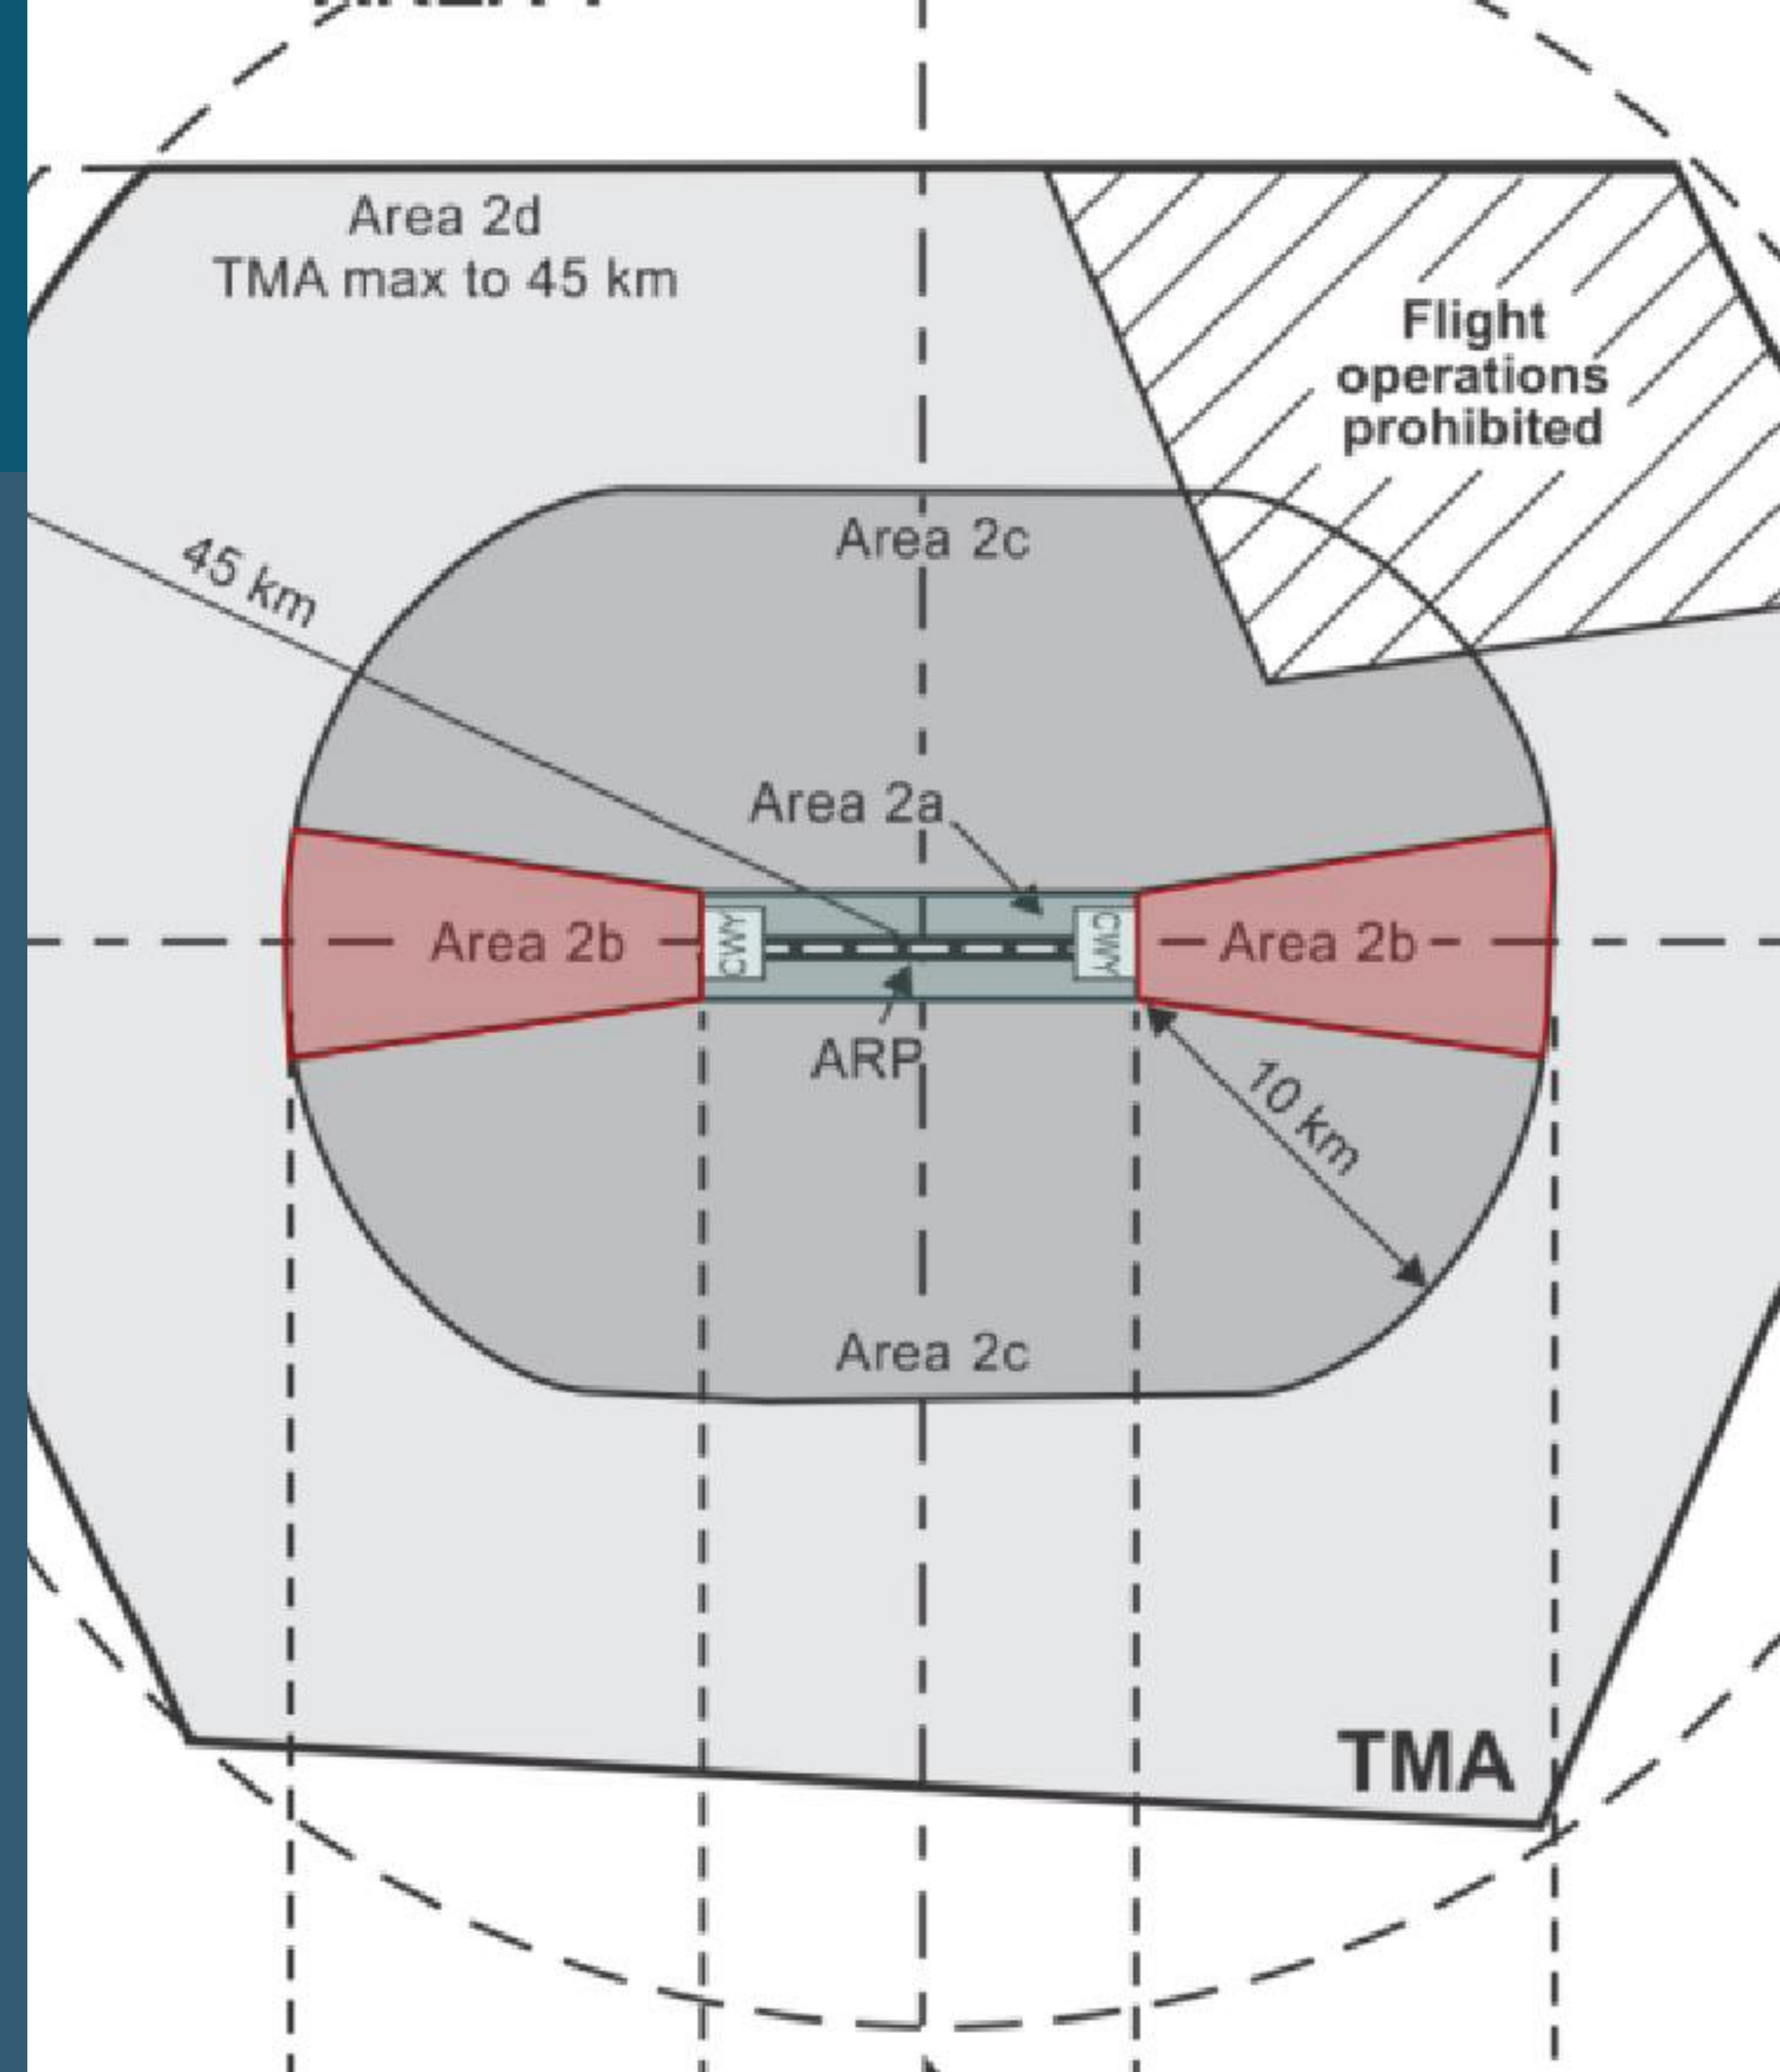 Area 2d
TMA max to 45 km
Flight
operations
prohibited
Area 2c
45 km
Area 2a
Area 2b
CWY
CWY
Area 2b
ARP
10 km
Area 2c
TMA